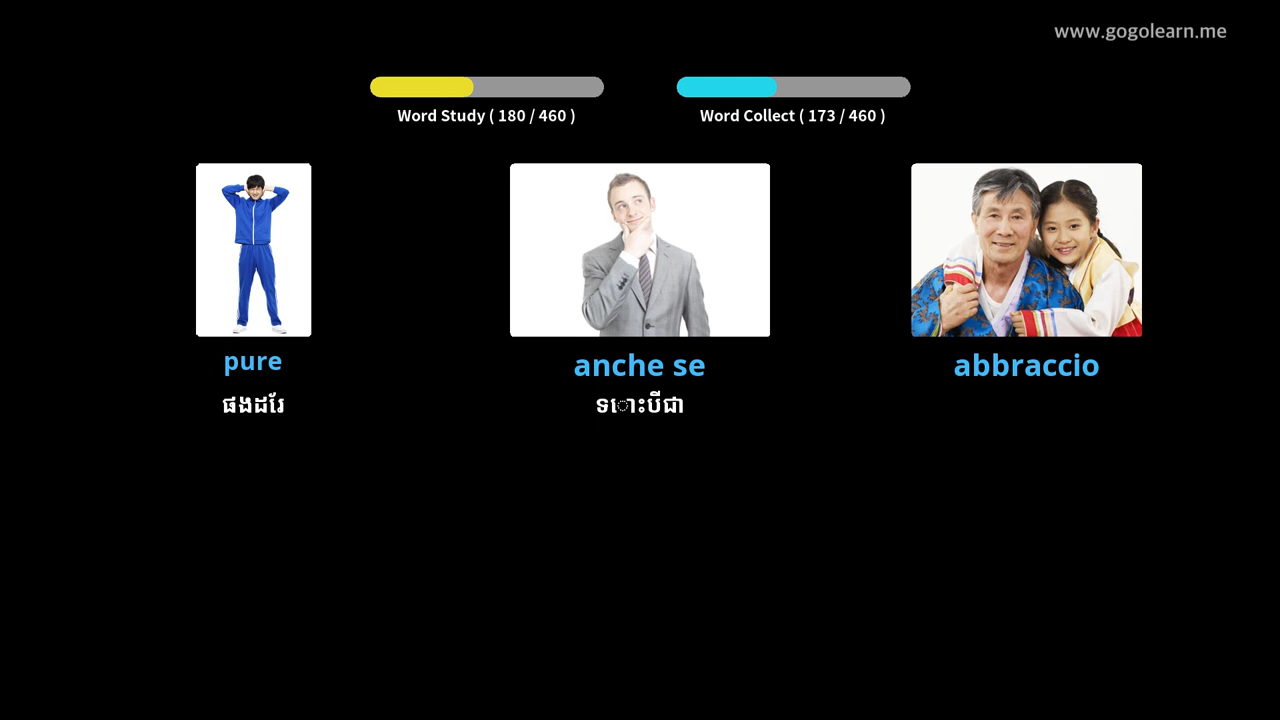 www.gogolearn.me
Word Study ( 180 / 460 )
Word Collect ( 173 / 460 )
pure
anche se
abbraccio
ផងដែរ
ទោះបីជា